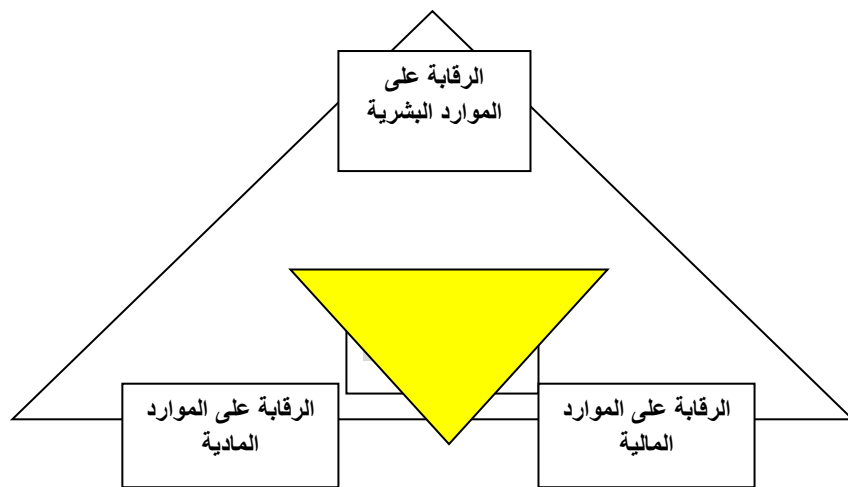 الرقابة على
الموارد البشرية
الرقابة على الموارد
المالية
الرقابة على الموارد
المادية